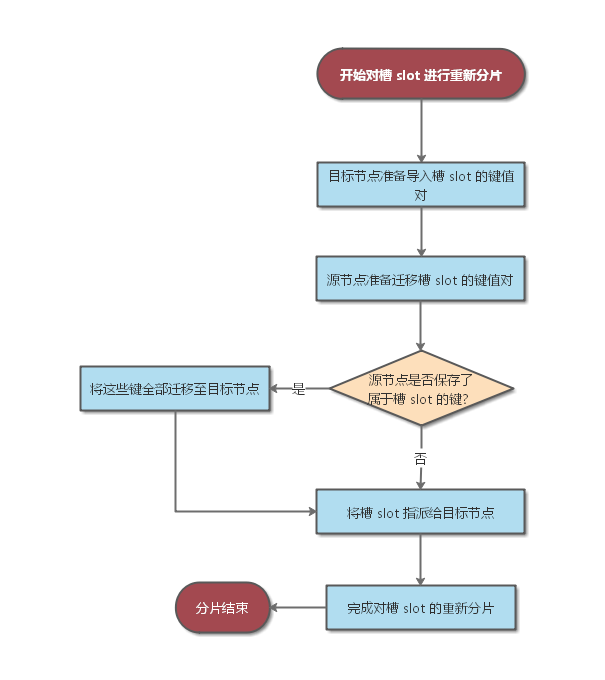 开始对槽 slot 进行重新分片
目标节点准备导入槽 slot 的键值
对
源节点准备迁移槽 slot 的键值对
源节点是否保存了
属于槽 slot 的键?
是
将这些键全部迁移至目标节点
否
将槽 slot 指派给目标节点
完成对槽 slot 的重新分片
分片结束